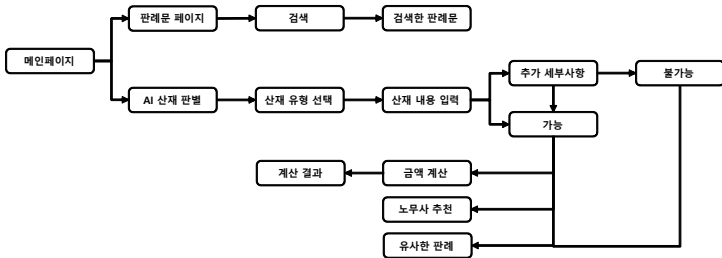 판례문 페이지
검색
검색한 판례문
메인페이지
AI 산재 판별
산재 유형 선택
산재 내용 입력
추가 세부사항
불가능
가능
계산 결과
금액 계산
노무사 추천
유사한 판례